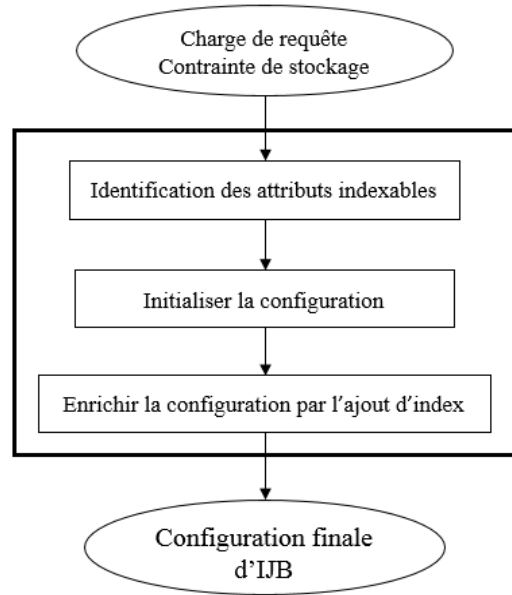 Charge de requête
Contrainte de stockage
Identification des attributs indexables
Initialiser la configuration
Enrichir la configuration par l’ajout d’index
Configuration finale
d’IJB